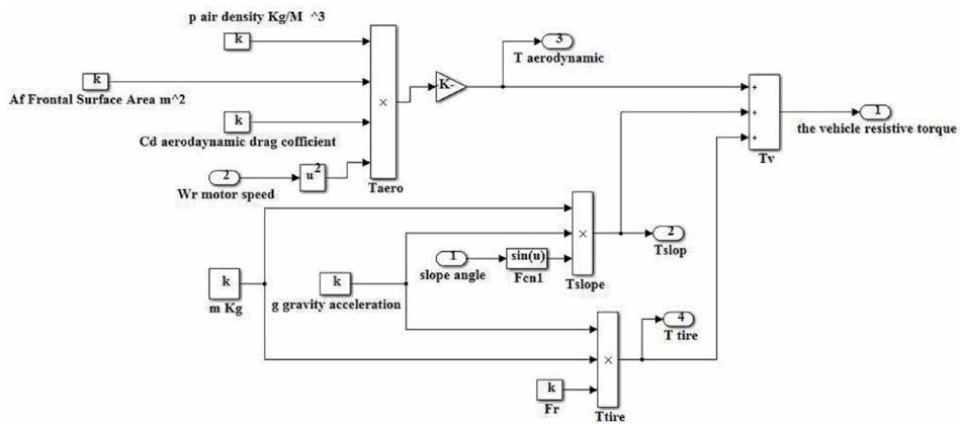 p air density Kg/M ^3
k
3
T aerodynamic
k
Af Frontal Surface Area m^2
×
-K-
k
Cd aerodaynamic drag cofficient
+
+
+
1
the vehicle resistive torque
Tv
2
Wr motor speed
u^2
Taero
×
2
Tslop
1
slope angle
sin(u)
Fcn1
Tslope
k
m Kg
k
g gravity acceleration
4
T tire
×
k
Fr
Ttire